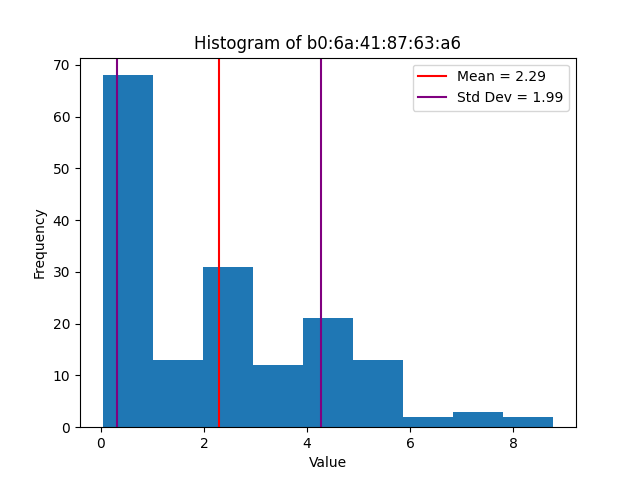 Histogram of b0:6a:41:87:63:a6
Mean = 2.29
Std Dev = 1.99
Frequency
70
60
50
40
30
20
10
0
0 2 4 6 8
Value